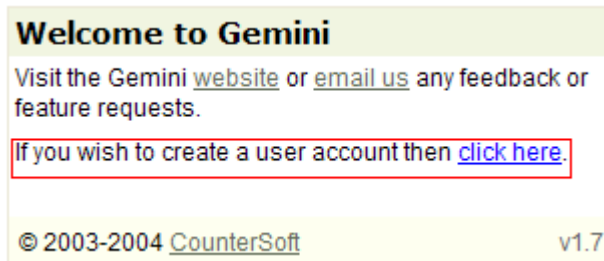 Welcome to Gemini
Visit the Gemini website or email us any feedback or
feature requests.
If you wish to create a user account then click here.
© 2003-2004 CounterSoft v1.7